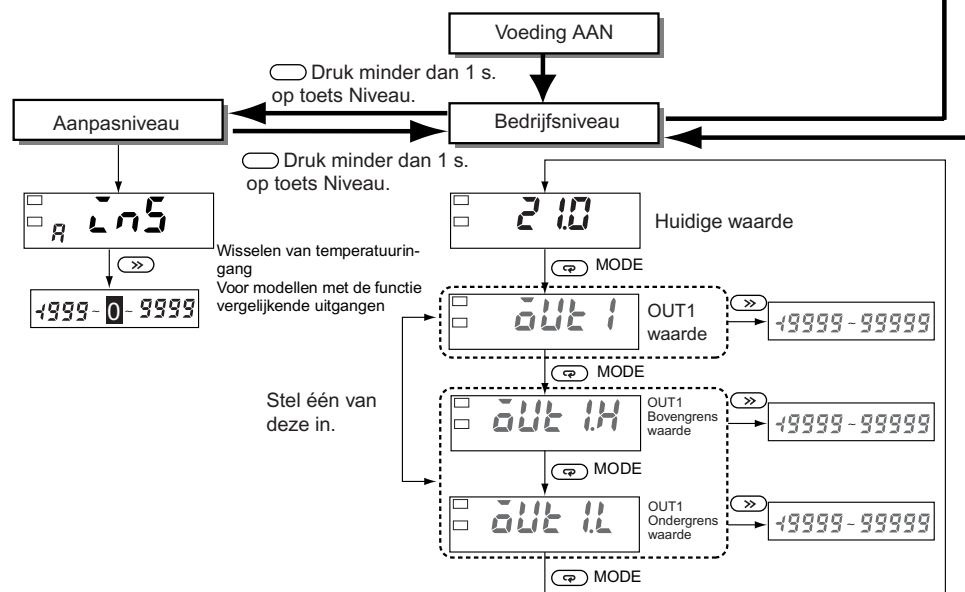 Voeding AAN
Druk minder dan 1 s.
op toets Niveau.
Aanpasniveau
Bedrijfsniveau
Druk minder dan 1 s.
op toets Niveau.
A inS
21.0
Huidige waarde
Wisselen van temperatuurin-
gang
Voor modellen met de functie
vergelijkende uitgangen
-1999 ~ 0 ~ 9999
MODE
oUt 1
OUT1
waarde
-19999 ~ 99999
MODE
Stel één van
deze in.
oUt 1.H
OUT1
Bovengrens
waarde
-19999 ~ 99999
MODE
oUt 1.L
OUT1
Ondergrens
waarde
-19999 ~ 99999
MODE